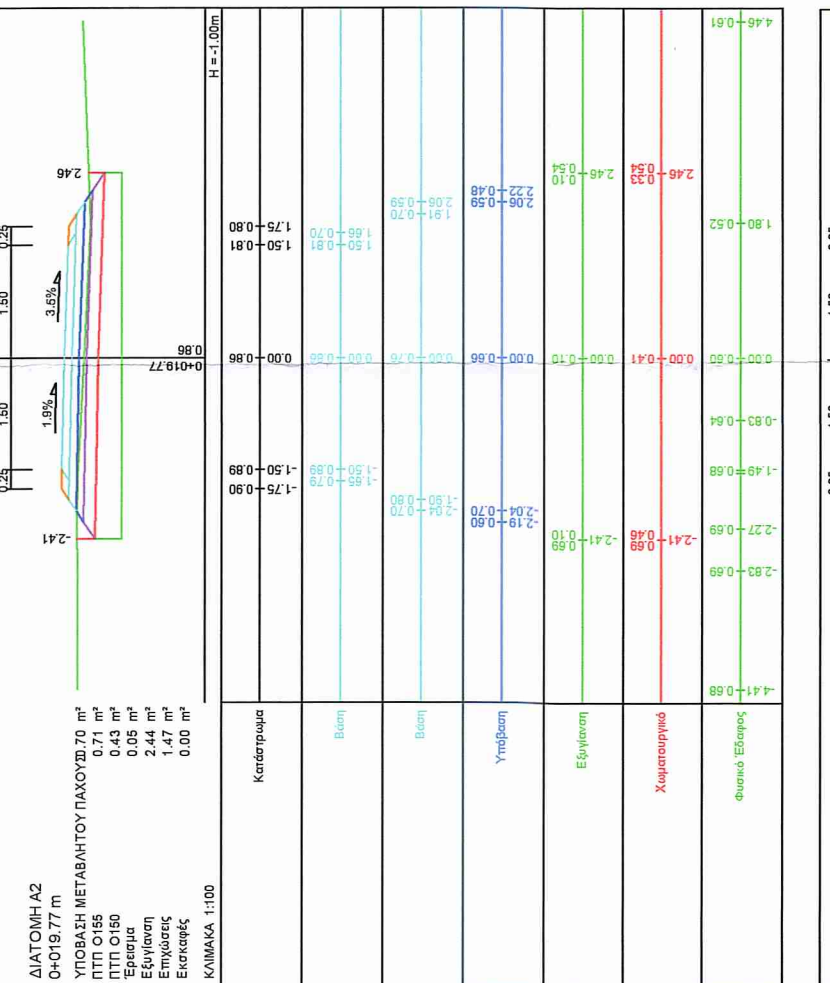 ΔΙΑΤΟΜΗ Α2
0+019.77 m
ΥΠΟΒΑΣΗ ΜΕΤΑΒΛΗΤΟΥ ΠΑΧΟΥΣ0.70 m²
ΠΤΠ Ο155 0.71 m²
ΠΤΠ Ο150 0.43 m²
Έρεισμα 0.05 m²
Εξυγίανση 2.44 m²
Επιχώσεις 1.47 m²
Εκσκαφές 0.00 m²
ΚΛΙΜΑΚΑ 1:100
0.25 1.50 1.50 0.25
1.9% 3.5%
-2.41 2.46
0+019.77 0.86
H = -1.00m
Κατάστρωμα
-1.75 0.90
-1.50 0.89
0.00 0.86
1.50 0.81
1.75 0.80
Βάση
-1.65 0.79
-1.50 0.89
0.00 0.86
1.50 0.81
1.66 0.70
Βάση
-2.04 0.70
-1.90 0.80
0.00 0.76
1.91 0.70
2.06 0.59
Υπόβαση
-2.19 0.60
-2.04 0.70
0.00 0.66
2.06 0.59
2.22 0.48
Εξυγίανση
-2.41 0.69 0.10
0.00 0.10
2.46 0.10 0.54
Χωματουργικό
-2.41 0.69 0.46
0.00 0.41
2.46 0.33 0.54
Φυσικό Έδαφος
-4.41 0.68
-2.83 0.69
-2.27 0.69
-1.49 0.68
-0.83 0.64
0.00 0.60
1.80 0.52
4.46 0.61